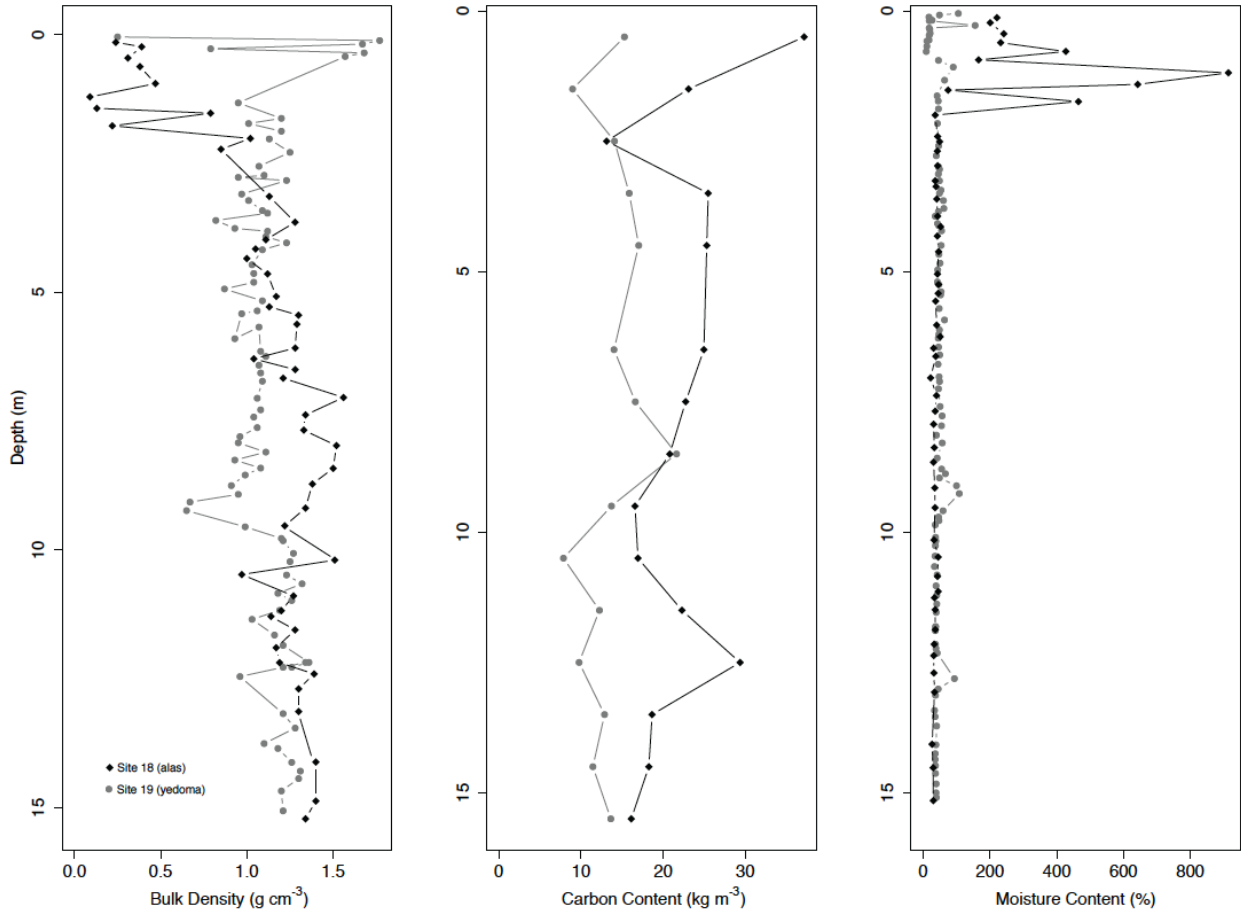 0
5
10
15
Depth (m)
0.0 0.5 1.0 1.5
Bulk Density (g cm⁻³)
Site 18 (alas)
Site 19 (yedoma)
0
5
10
15
0 10 20 30
Carbon Content (kg m⁻³)
0
5
10
15
0 200 400 600 800
Moisture Content (%)